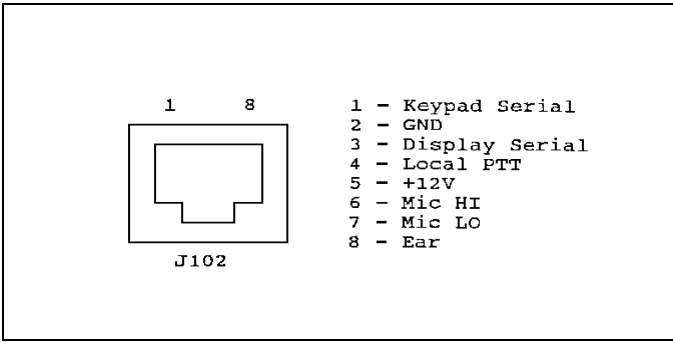 1 8
1 - Keypad Serial
2 - GND
3 - Display Serial
4 - Local PTT
5 - +12V
6 - Mic HI
7 - Mic LO
8 - Ear
J102